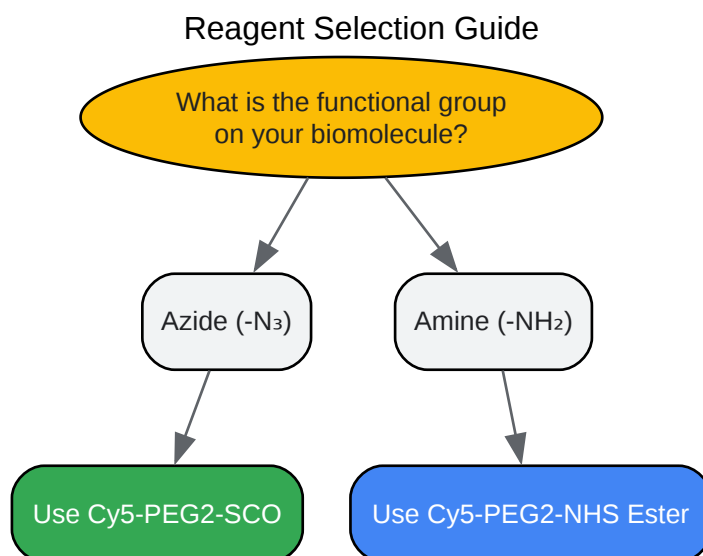 Reagent Selection Guide
What is the functional group
on your biomolecule?
Azide (-N₃)
Amine (-NH₂)
Use Cy5-PEG2-SCO
Use Cy5-PEG2-NHS Ester